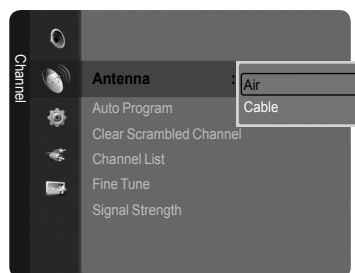 Channel
Antenna : Air
Cable
Auto Program
Clear Scrambled Channel
Channel List
Fine Tune
Signal Strength